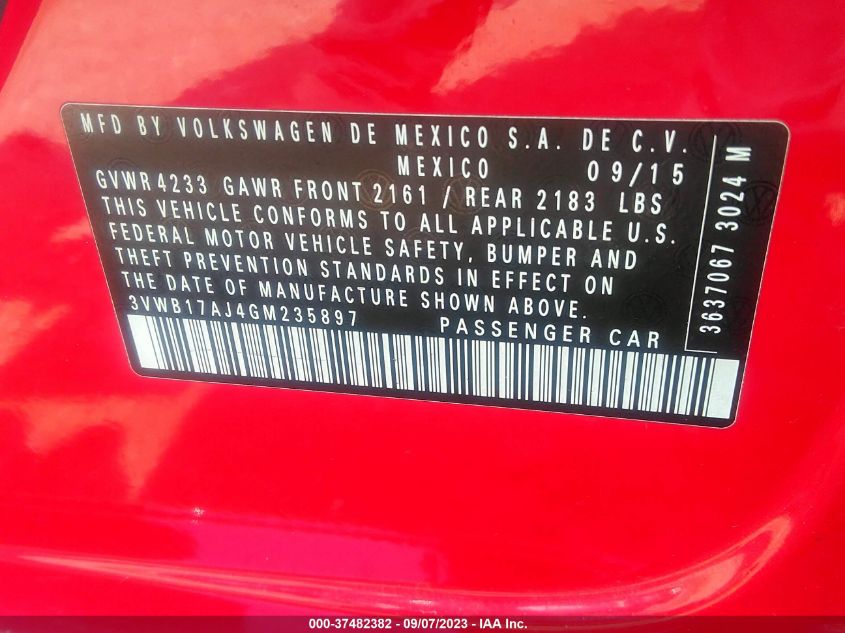 MFD BY VOLKSWAGEN DE MEXICO S.A. DE C.V.
MEXICO 09/15
GVWR 4233 GAWR FRONT 2161 / REAR 2183 LBS
THIS VEHICLE CONFORMS TO ALL APPLICABLE U.S.
FEDERAL MOTOR VEHICLE SAFETY, BUMPER AND
THEFT PREVENTION STANDARDS IN EFFECT ON
THE DATE OF MANUFACTURE SHOWN ABOVE.
3VWB17AJ4GM235897 PASSENGER CAR
3637067 3024 M
000-37482382 - 09/07/2023 - IAA Inc.